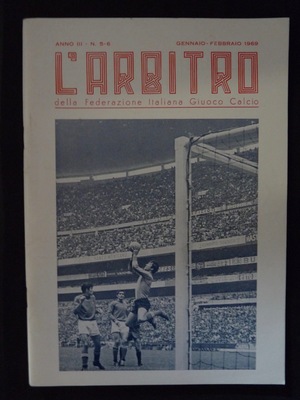 ANNO III - N. 5-6 GENNAIO - FEBBRAIO 1969
L'ARBITRO
della Federazione Italiana Giuoco Calcio